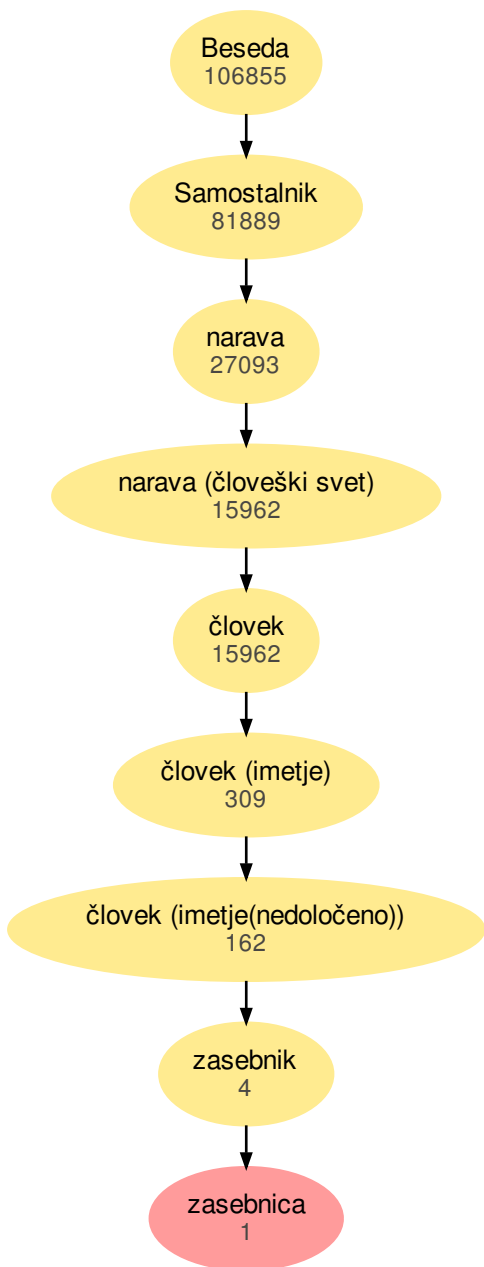 Beseda
106855
Samostalnik
81889
narava
27093
narava (človeški svet)
15962
človek
15962
človek (imetje)
309
človek (imetje(nedoločeno))
162
zasebnik
4
zasebnica
1